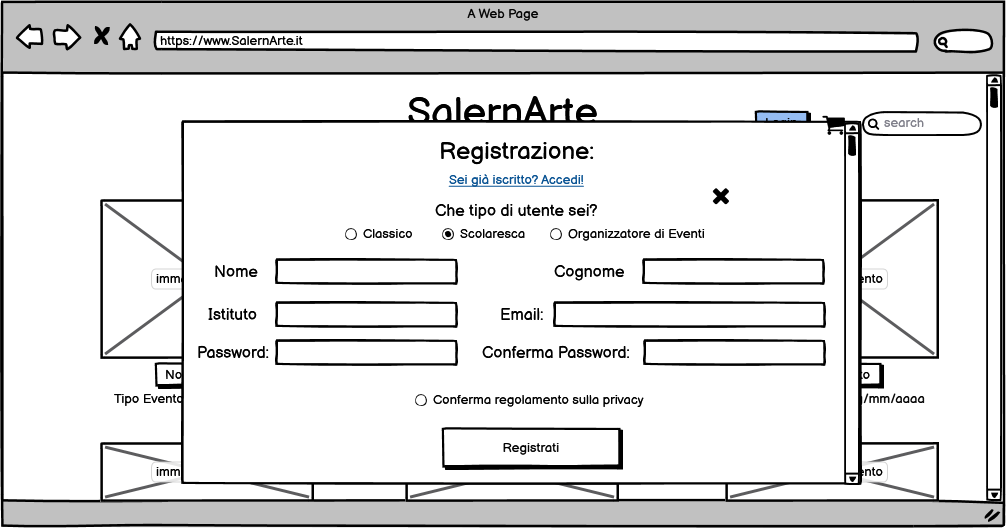 A Web Page
https://www.SalernArte.it
SalernArte
search
Registrazione:
Sei già iscritto? Accedi!
Che tipo di utente sei?
Classico
Scolaresca
Organizzatore di Eventi
Nome
Cognome
Istituto
Email:
Password:
Conferma Password:
Conferma regolamento sulla privacy
Registrati
Tipo Evento
/mm/aaaa